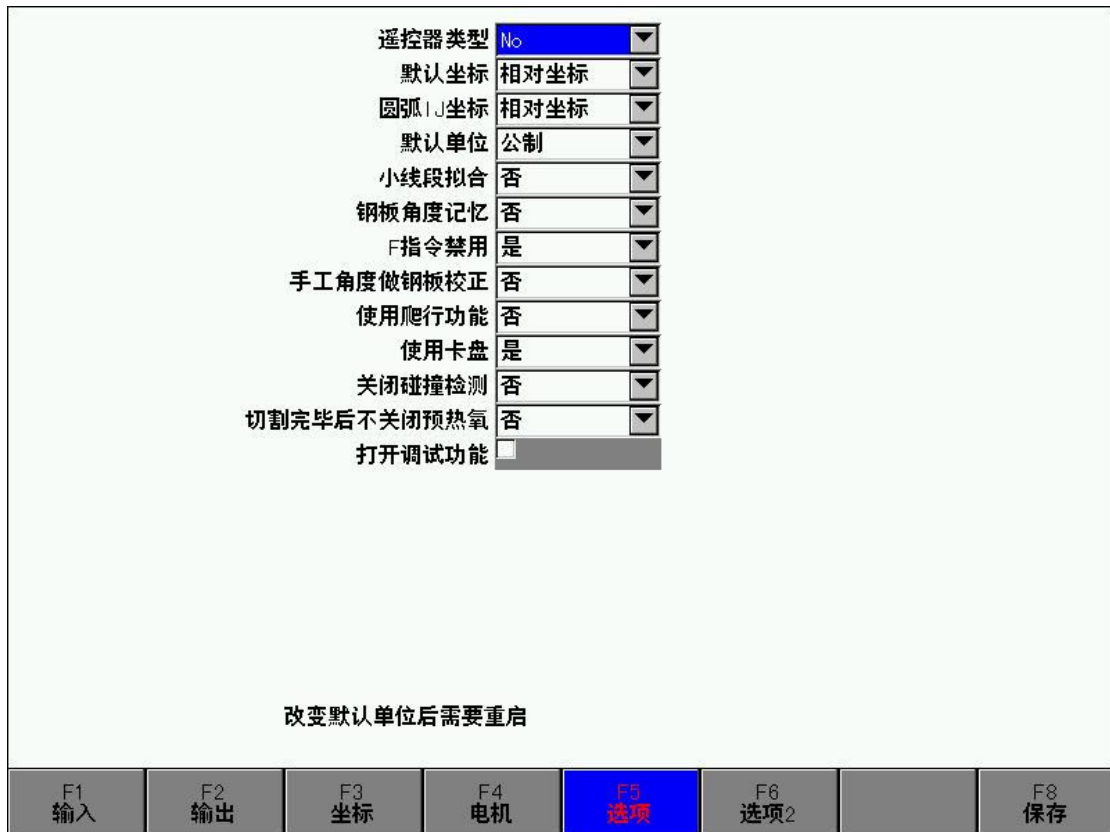 遥控器类型 No
默认坐标 相对坐标
圆弧IJ坐标 相对坐标
默认单位 公制
小线段拟合 否
钢板角度记忆 否
F指令禁用 是
手工角度做钢板校正 否
使用爬行功能 否
使用卡盘 是
关闭碰撞检测 否
切割完毕后不关闭预热氧 否
打开调试功能
改变默认单位后需要重启
F1 F2 F3 F4 F5 F6 F8
输入 输出 坐标 电机 选项 选项2 保存